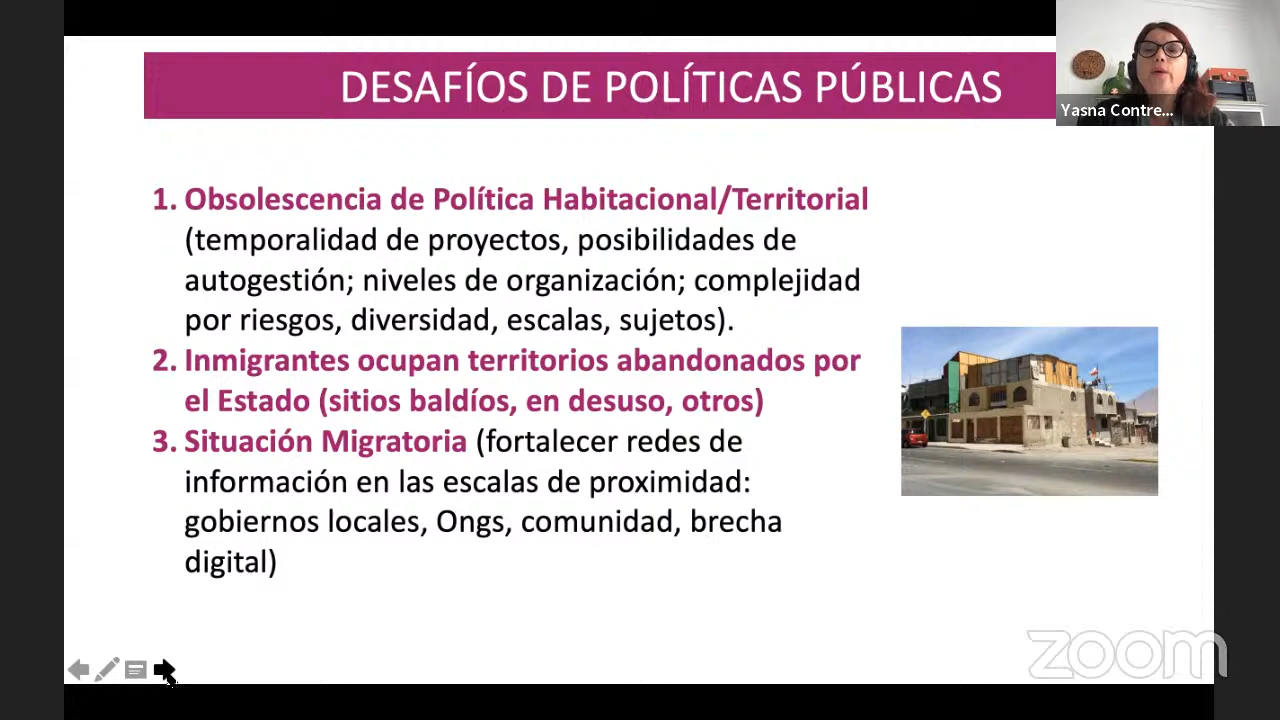 DESAFÍOS DE POLÍTICAS PÚBLICAS
Yasna Contre...
1. Obsolescencia de Política Habitacional/Territorial
(temporalidad de proyectos, posibilidades de
autogestión; niveles de organización; complejidad
por riesgos, diversidad, escalas, sujetos).
2. Inmigrantes ocupan territorios abandonados por
el Estado (sitios baldíos, en desuso, otros)
3. Situación Migratoria (fortalecer redes de
información en las escalas de proximidad:
gobiernos locales, Ongs, comunidad, brecha
digital)
zoom